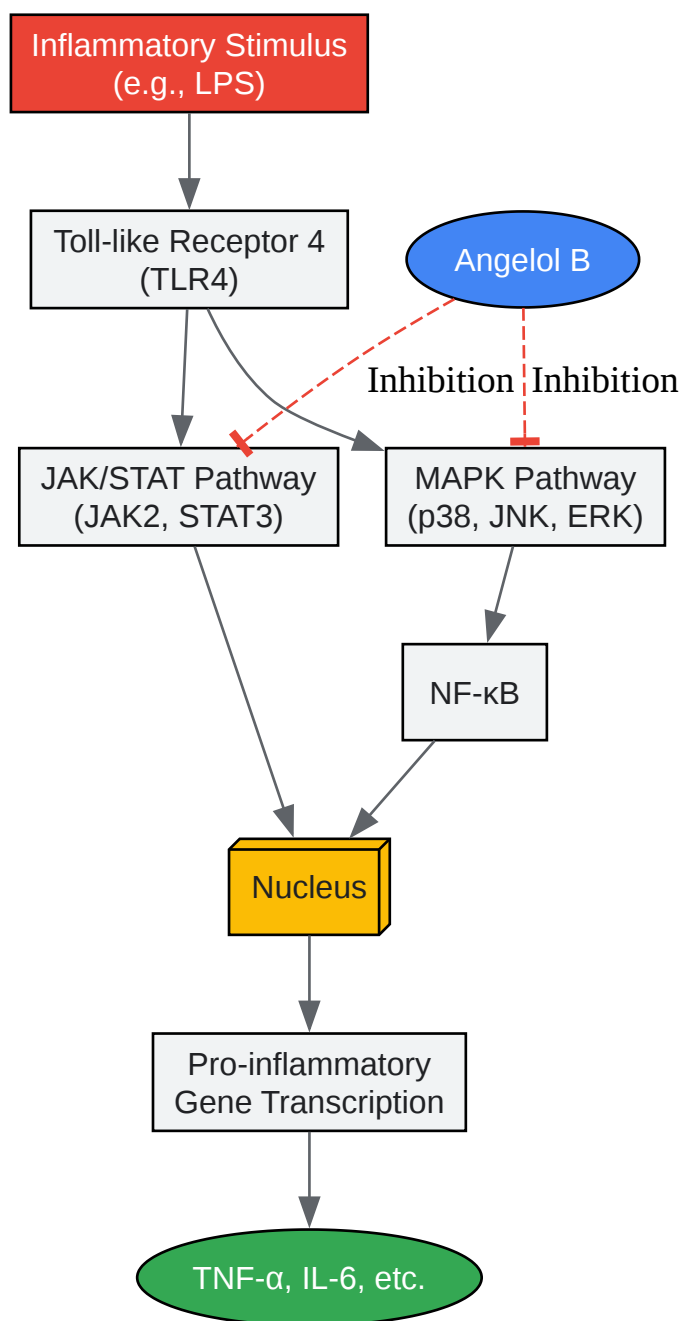 Inflammatory Stimulus
(e.g., LPS)
Toll-like Receptor 4
(TLR4)
Angelol B
Inhibition
Inhibition
JAK/STAT Pathway
(JAK2, STAT3)
MAPK Pathway
(p38, JNK, ERK)
NF-κB
Nucleus
Pro-inflammatory
Gene Transcription
TNF-α, IL-6, etc.